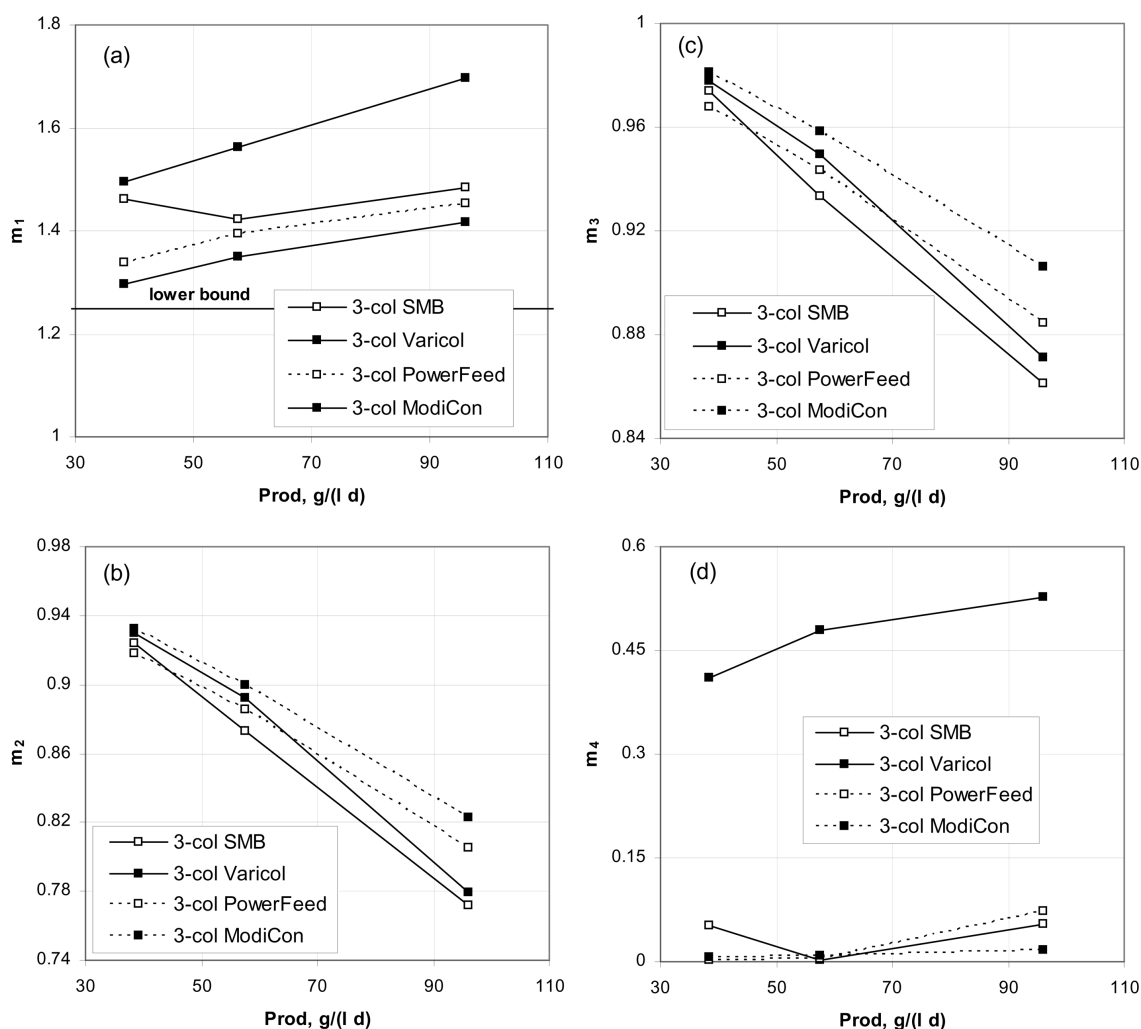 (a)
1.8
1.6
1.4
1.2
1
m1
lower bound
3-col SMB
3-col Varicol
3-col PowerFeed
3-col ModiCon
30 50 70 90 110
Prod, g/(l d)
(c)
1
0.96
0.92
0.88
0.84
m3
3-col SMB
3-col Varicol
3-col PowerFeed
3-col ModiCon
30 50 70 90 110
Prod, g/(l d)
(b)
0.98
0.94
0.9
0.86
0.82
0.78
0.74
m2
3-col SMB
3-col Varicol
3-col PowerFeed
3-col ModiCon
30 50 70 90 110
Prod, g/(l d)
(d)
0.6
0.45
0.3
0.15
0
m4
3-col SMB
3-col Varicol
3-col PowerFeed
3-col ModiCon
30 50 70 90 110
Prod, g/(l d)